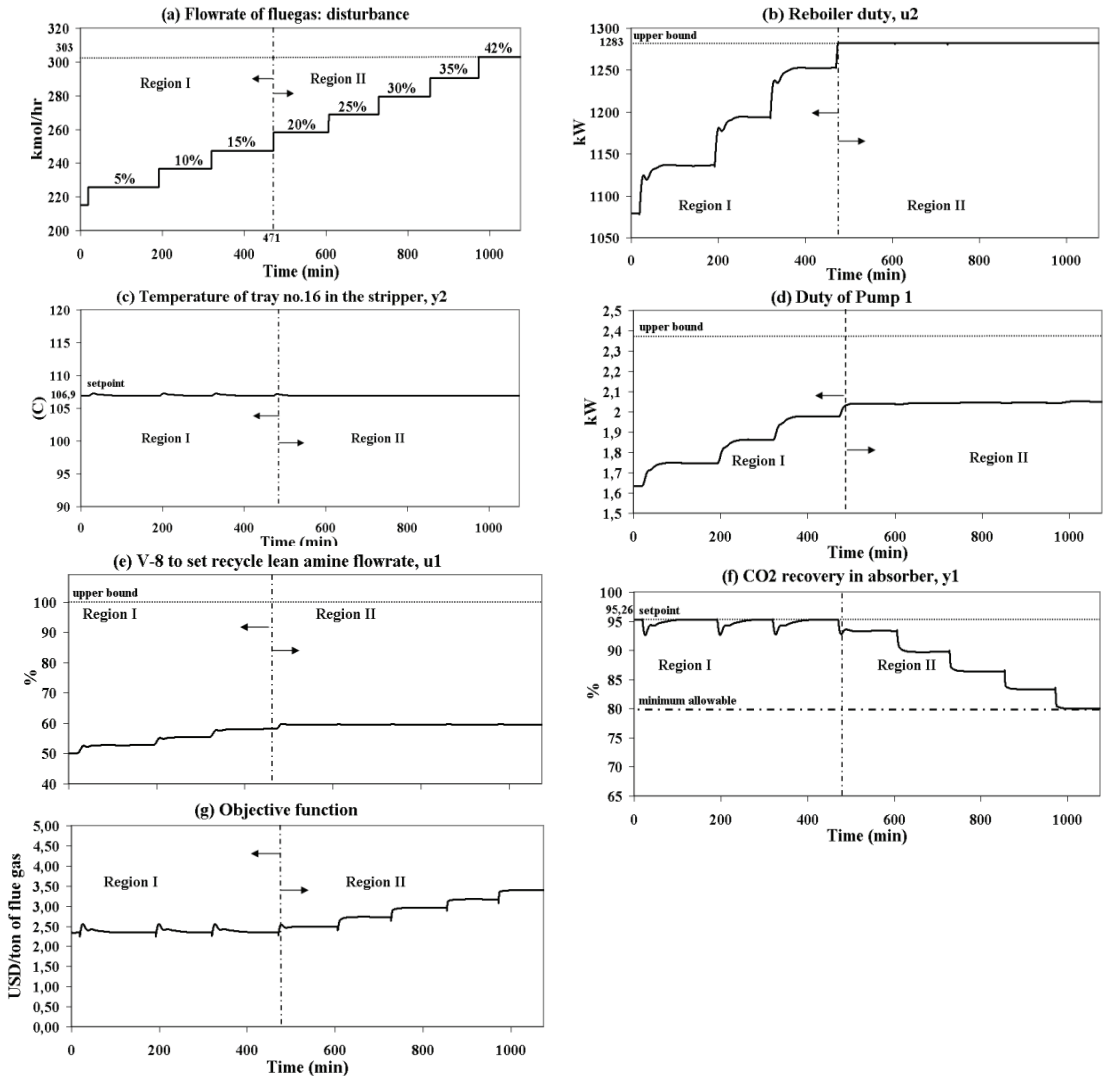 (a) Flowrate of fluegas: disturbance
320
303
300
280
260
240
220
200
kmol/hr
Region I
Region II
5%
10%
15%
20%
25%
30%
35%
42%
0 200 400 471 600 800 1000
Time (min)
(b) Reboiler duty, u2
1300
1283
1250
1200
1150
1100
1050
kW
upper bound
Region I
Region II
0 200 400 600 800 1000
Time (min)
(c) Temperature of tray no.16 in the stripper, y2
120
115
110
106,9
105
100
95
90
(C)
setpoint
Region I
Region II
0 200 400 600 800 1000
Time (min)
(d) Duty of Pump 1
2,5
2,4
2,3
2,2
2,1
2
1,9
1,8
1,7
1,6
1,5
kW
upper bound
Region I
Region II
0 200 400 600 800 1000
Time (min)
(e) V-8 to set recycle lean amine flowrate, u1
100
90
80
70
60
50
40
%
upper bound
Region I
Region II
(f) CO2 recovery in absorber, y1
100
95,26
95
90
85
80
75
70
65
%
setpoint
Region I
Region II
minimum allowable
0 200 400 600 800 1000
Time (min)
(g) Objective function
5,00
4,50
4,00
3,50
3,00
2,50
2,00
1,50
1,00
0,50
0,00
USD/ton of flue gas
Region I
Region II
0 200 400 600 800 1000
Time (min)